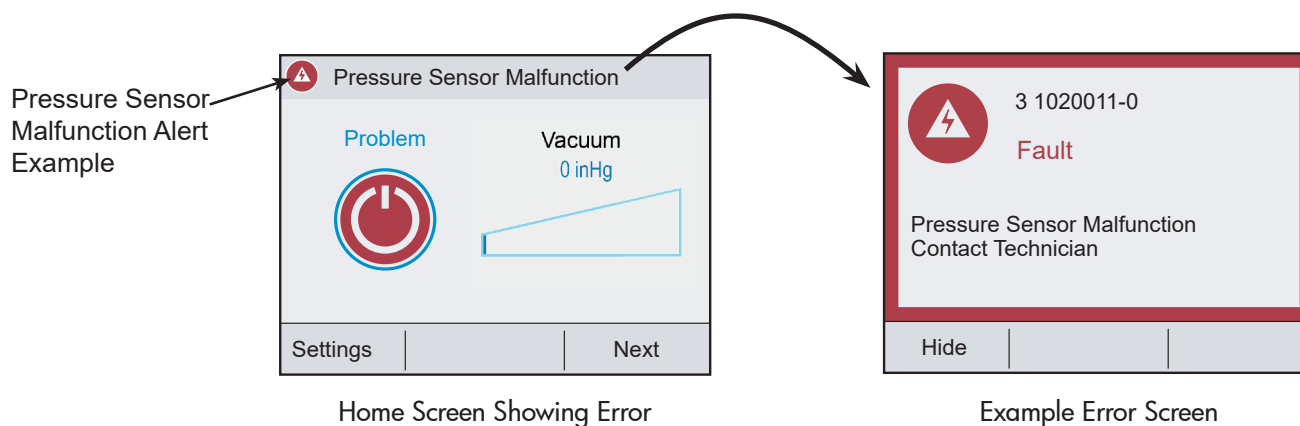 Pressure Sensor
Malfunction Alert
Example
Pressure Sensor Malfunction
Problem
Vacuum
0 inHg
Settings
Next
Home Screen Showing Error
3 1020011-0
Fault
Pressure Sensor Malfunction
Contact Technician
Hide
Example Error Screen